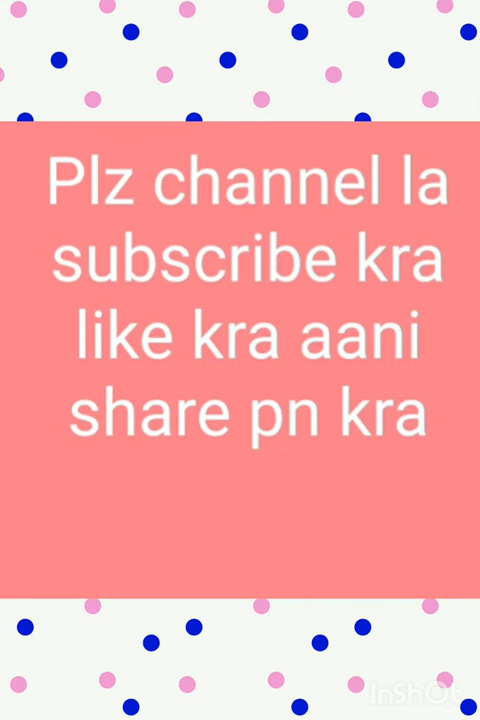 Plz channel la
subscribe kra
like kra aani
share pn kra
InShOt